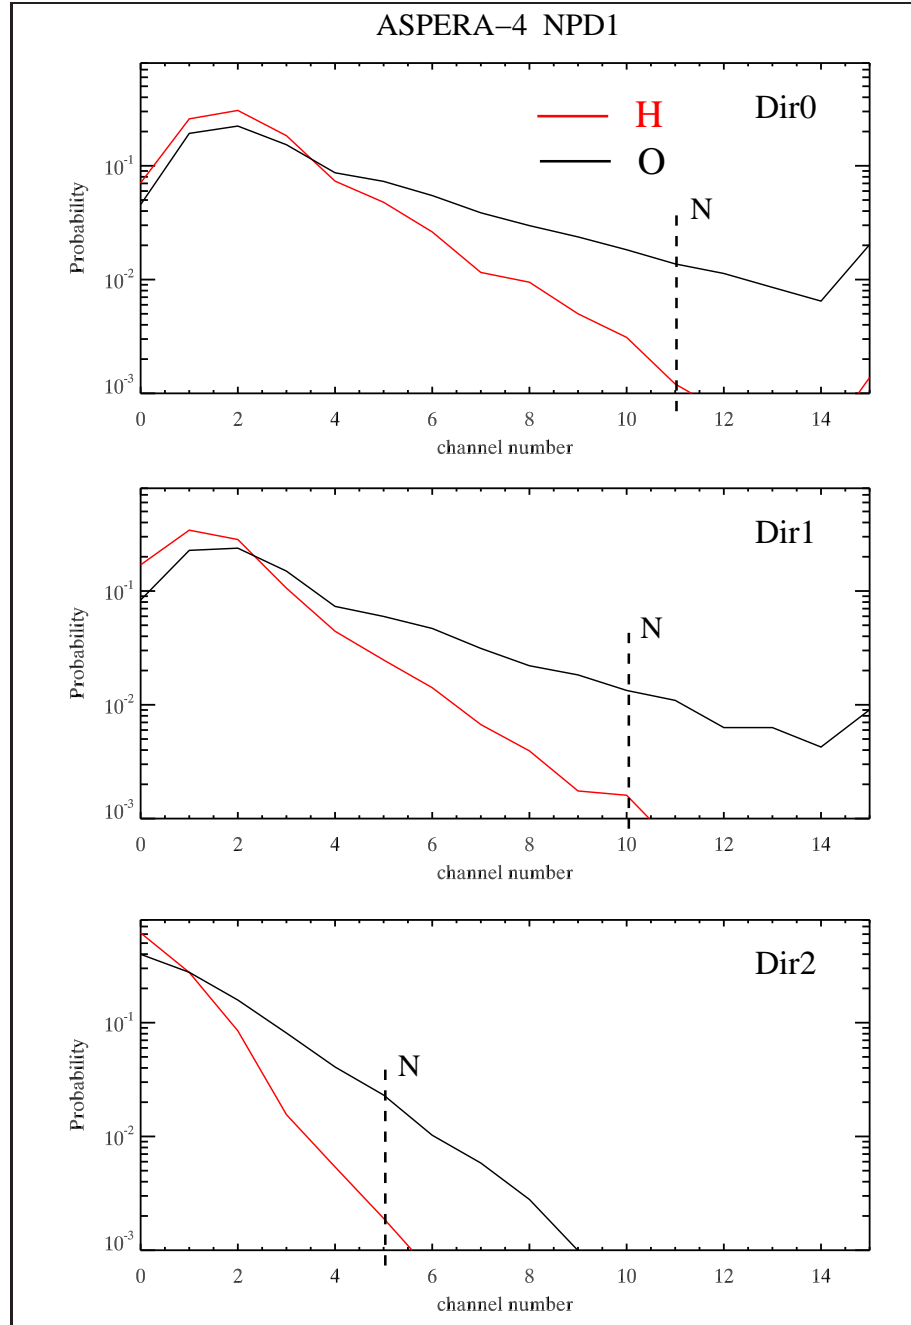 ASPERA−4 NPD1
Dir0
H
O
N
Probability
10⁻¹
10⁻²
10⁻³
0 2 4 6 8 10 12 14
channel number
Dir1
N
Probability
10⁻¹
10⁻²
10⁻³
0 2 4 6 8 10 12 14
channel number
Dir2
N
Probability
10⁻¹
10⁻²
10⁻³
0 2 4 6 8 10 12 14
channel number